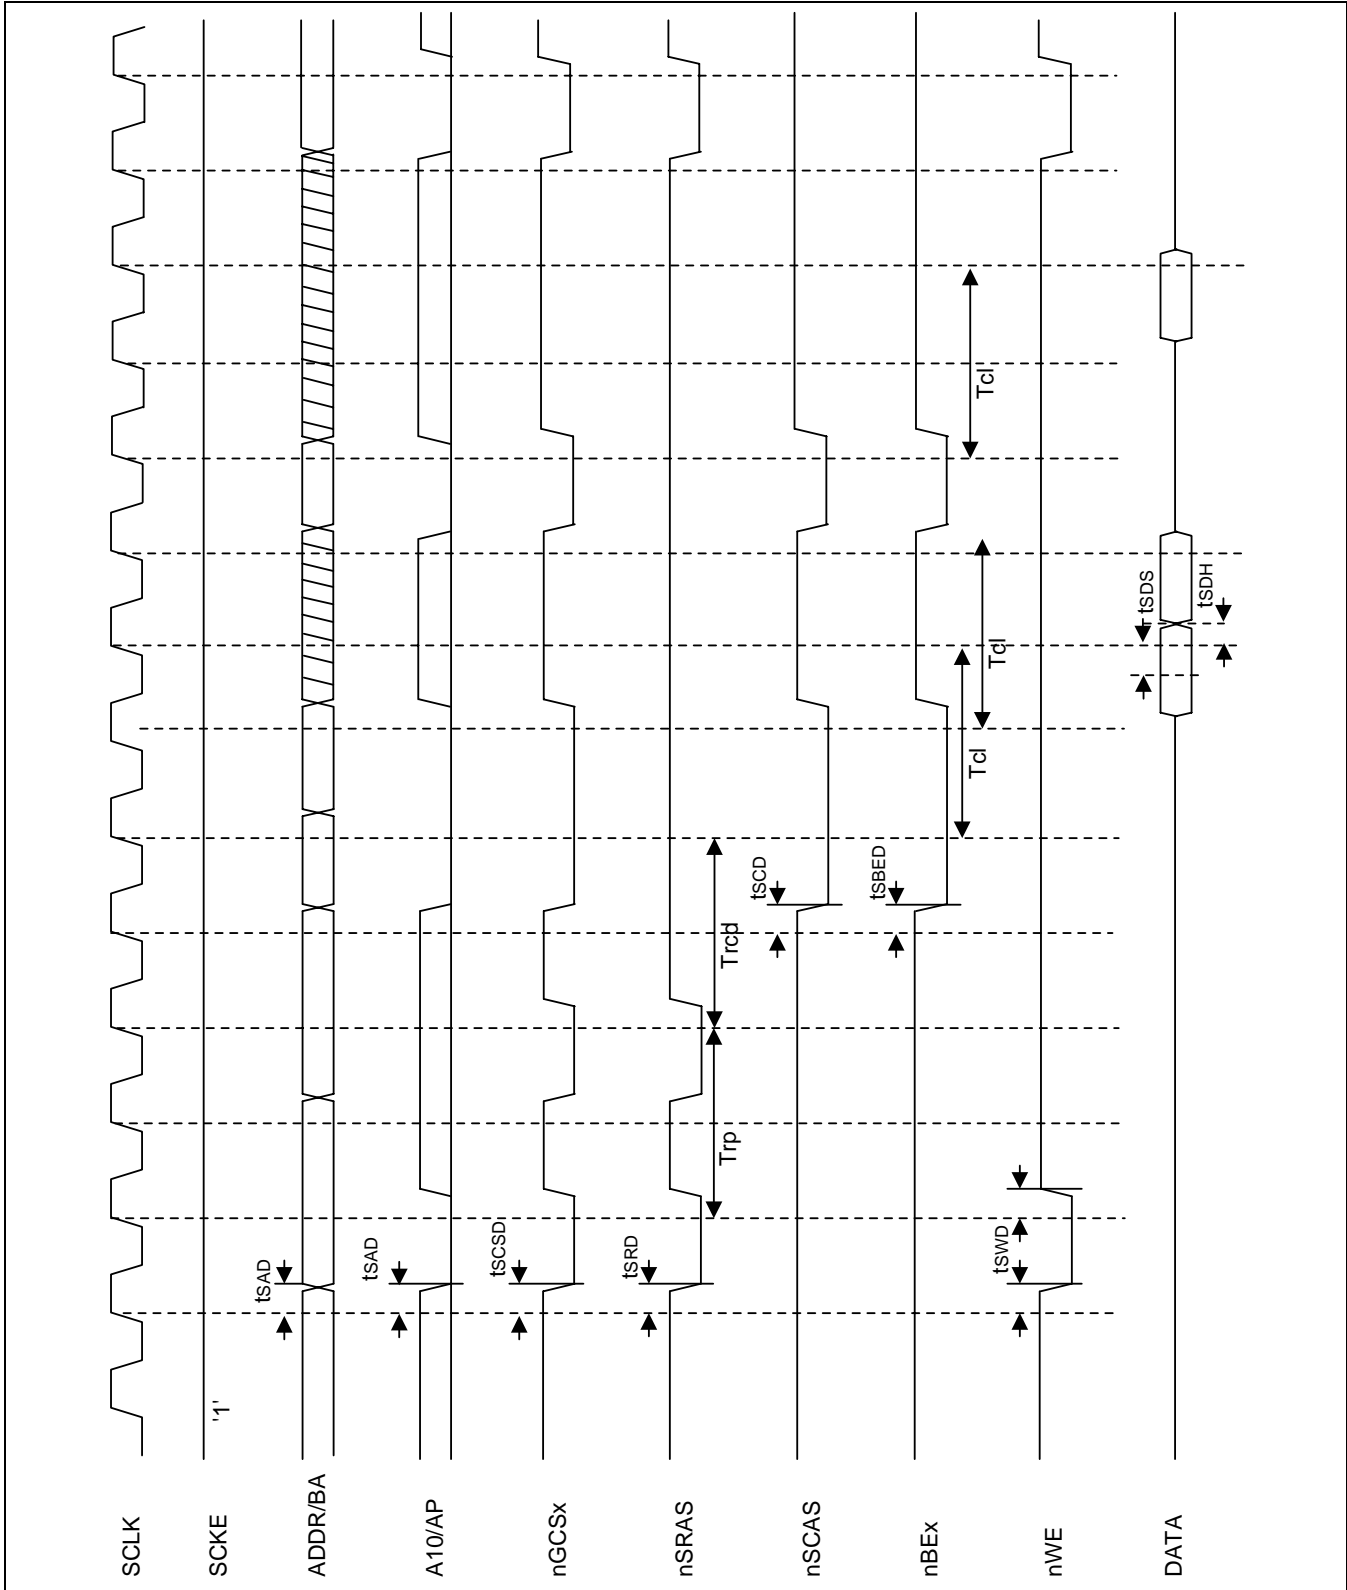 SCLK
SCKE
'1'
ADDR/BA
tSAD
A10/AP
tSAD
nGCSx
tSCSD
nSRAS
tSRD
Trp
Trcd
nSCAS
tSCD
nBEx
tSBED
Tcl
Tcl
Tcl
nWE
tSWD
DATA
tSDS
tSDH